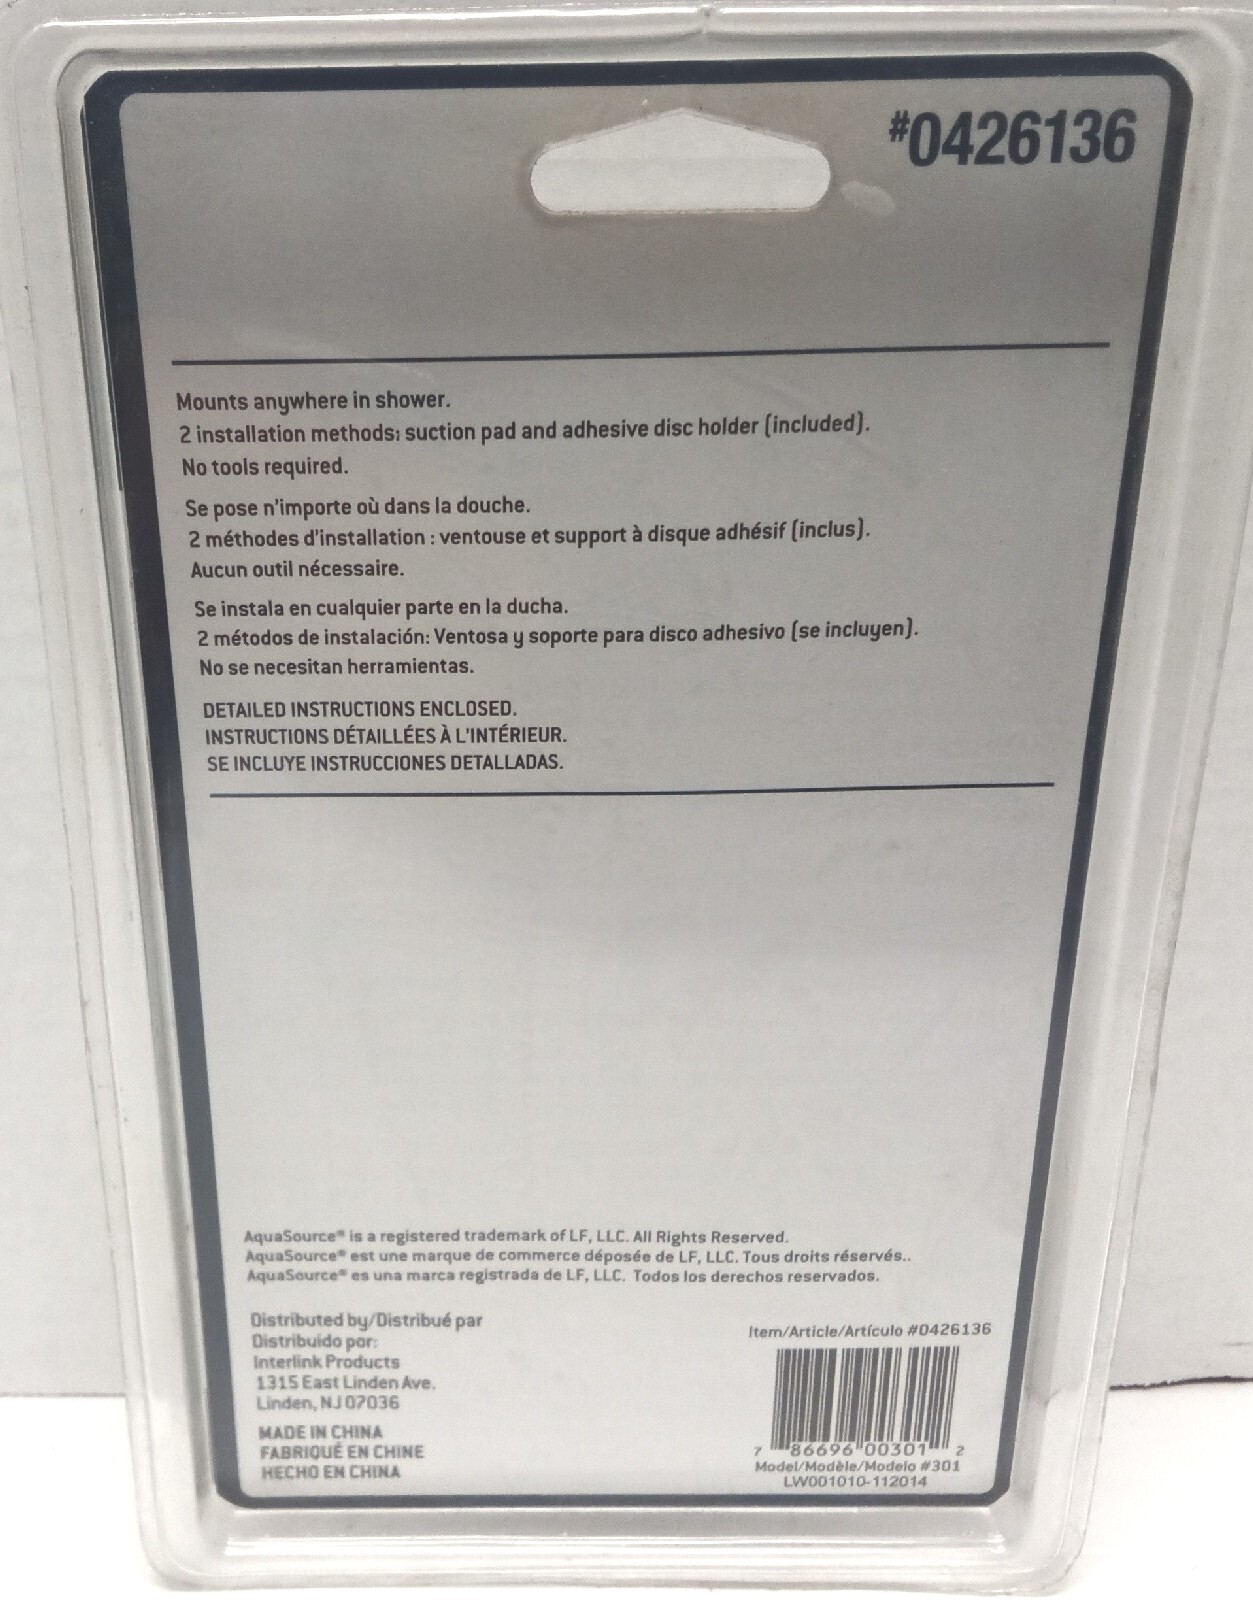 #0426136
Mounts anywhere in shower.
2 installation methods: suction pad and adhesive disc holder (included).
No tools required.
Se pose n'importe où dans la douche.
2 méthodes d'installation : ventouse et support à disque adhésif (inclus).
Aucun outil nécessaire.
Se instala en cualquier parte en la ducha.
2 métodos de instalación: Ventosa y soporte para disco adhesivo (se incluyen).
No se necesitan herramientas.
DETAILED INSTRUCTIONS ENCLOSED.
INSTRUCTIONS DÉTAILLÉES À L'INTÉRIEUR.
SE INCLUYE INSTRUCCIONES DETALLADAS.
AquaSource® is a registered trademark of LF, LLC. All Rights Reserved.
AquaSource® est une marque de commerce déposée de LF, LLC. Tous droits réservés..
AquaSource® es una marca registrada de LF, LLC. Todos los derechos reservados.
Distributed by/Distribué par
Distribuido por:
Interlink Products
1315 East Linden Ave.
Linden, NJ 07036
MADE IN CHINA
FABRIQUÉ EN CHINE
HECHO EN CHINA
Item/Article/Artículo #0426136
7 86696 00301 2
Model/Modèle/Modelo #301
LW001010-112014